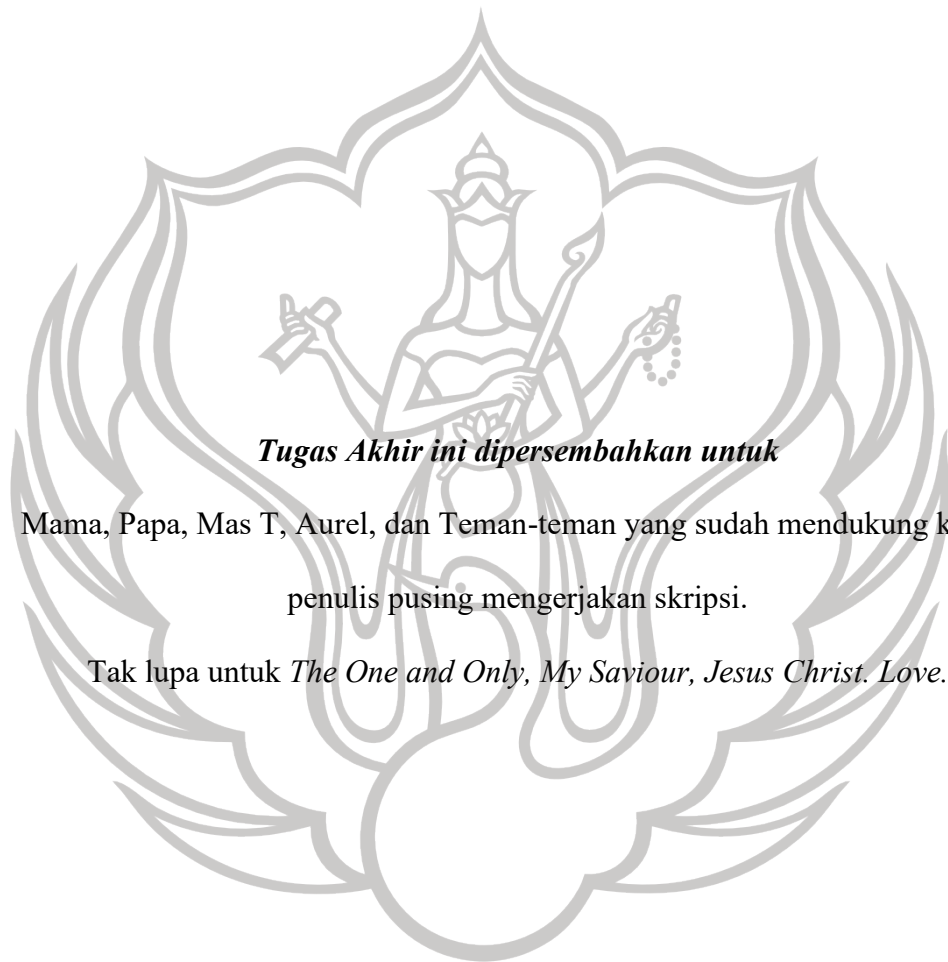 Tugas Akhir ini dipersembahkan untuk
Mama, Papa, Mas T, Aurel, dan Teman-teman yang sudah mendukung
penulis pusing mengerjakan skripsi.
Tak lupa untuk The One and Only, My Saviour, Jesus Christ. Love.